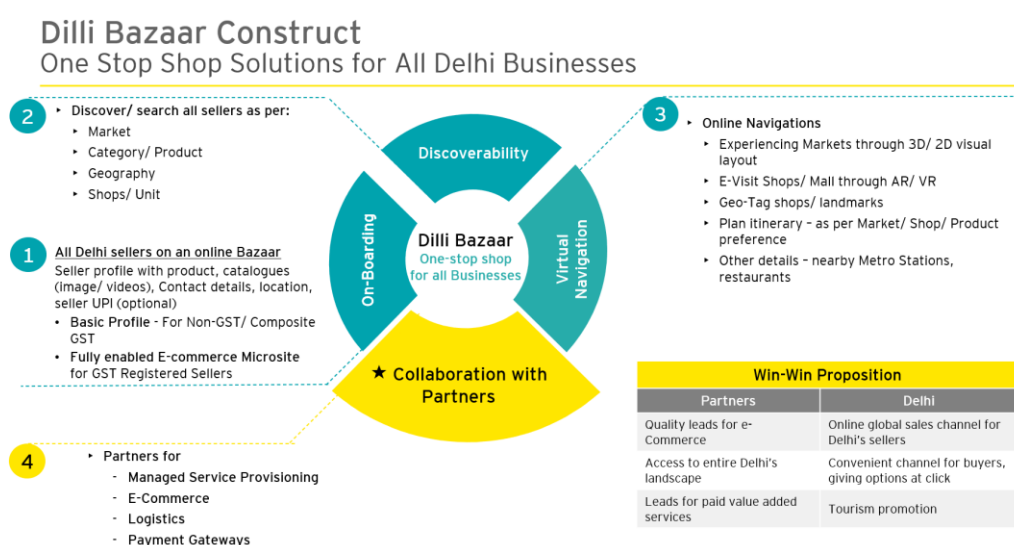 Dilli Bazaar Construct
One Stop Shop Solutions for All Delhi Businesses
2
‣ Discover/ search all sellers as per:
‣ Market
‣ Category/ Product
‣ Geography
‣ Shops/ Unit
1
All Delhi sellers on an online Bazaar
Seller profile with product, catalogues
(image/ videos), Contact details, location,
seller UPI (optional)
• Basic Profile - For Non-GST/ Composite
GST
• Fully enabled E-commerce Microsite
for GST Registered Sellers
Discoverability
On-Boarding
Dilli Bazaar
One-stop shop
for all Businesses
Virtual
Navigation
★ Collaboration with
Partners
3
‣ Online Navigations
‣ Experiencing Markets through 3D/ 2D visual
layout
‣ E-Visit Shops/ Mall through AR/ VR
‣ Geo-Tag shops/ landmarks
‣ Plan itinerary – as per Market/ Shop/ Product
preference
‣ Other details – nearby Metro Stations,
restaurants
4
‣ Partners for
- Managed Service Provisioning
- E-Commerce
- Logistics
- Payment Gateways
Win-Win Proposition
Partners
Delhi
Quality leads for e-
Commerce
Online global sales channel for
Delhi's sellers
Access to entire Delhi's
landscape
Convenient channel for buyers,
giving options at click
Leads for paid value added
services
Tourism promotion